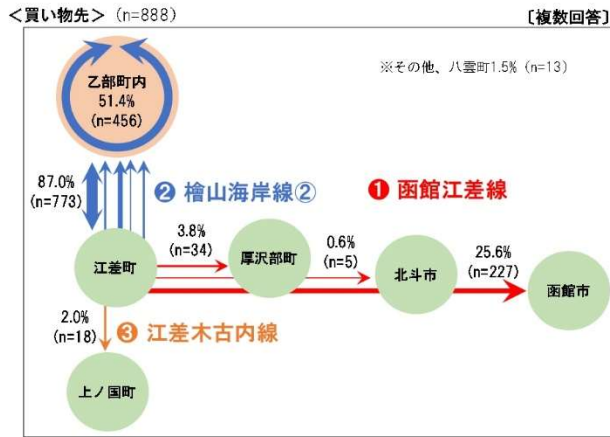 ＜買い物先＞（n=888）
〔複数回答〕
※その他、八雲町1.5%（n=13）
乙部町内
51.4%
(n=456)
87.0%
(n=773)
❷ 檜山海岸線②
❶ 函館江差線
3.8%
(n=34)
0.6%
(n=5)
25.6%
(n=227)
江差町
厚沢部町
北斗市
函館市
2.0%
(n=18)
❸ 江差木古内線
上ノ国町